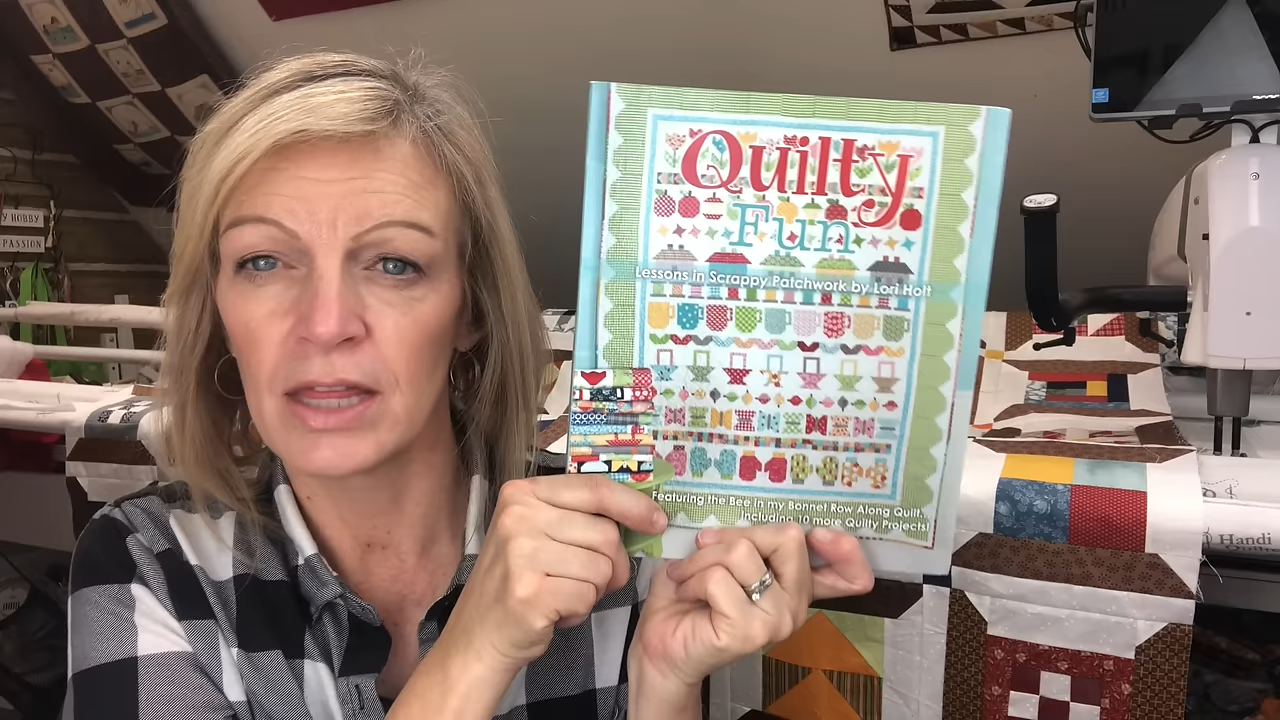 Y HOBBY
PASSION
Quilty
Fun
Lessons in Scrappy Patchwork by Lori Holt
Featuring the Bee in my Bonnet Row Along Quilt.
Including 10 more Quilty Projects!
Handi